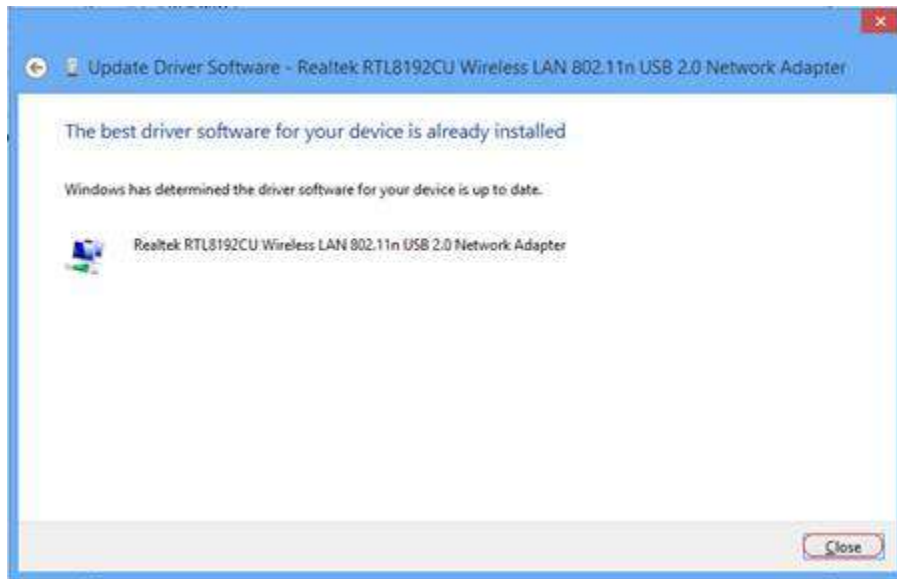 Update Driver Software - Realtek RTL8192CU Wireless LAN 802.11n USB 2.0 Network Adapter
The best driver software for your device is already installed
Windows has determined the driver software for your device is up to date.
Realtek RTL8192CU Wireless LAN 802.11n USB 2.0 Network Adapter
Close